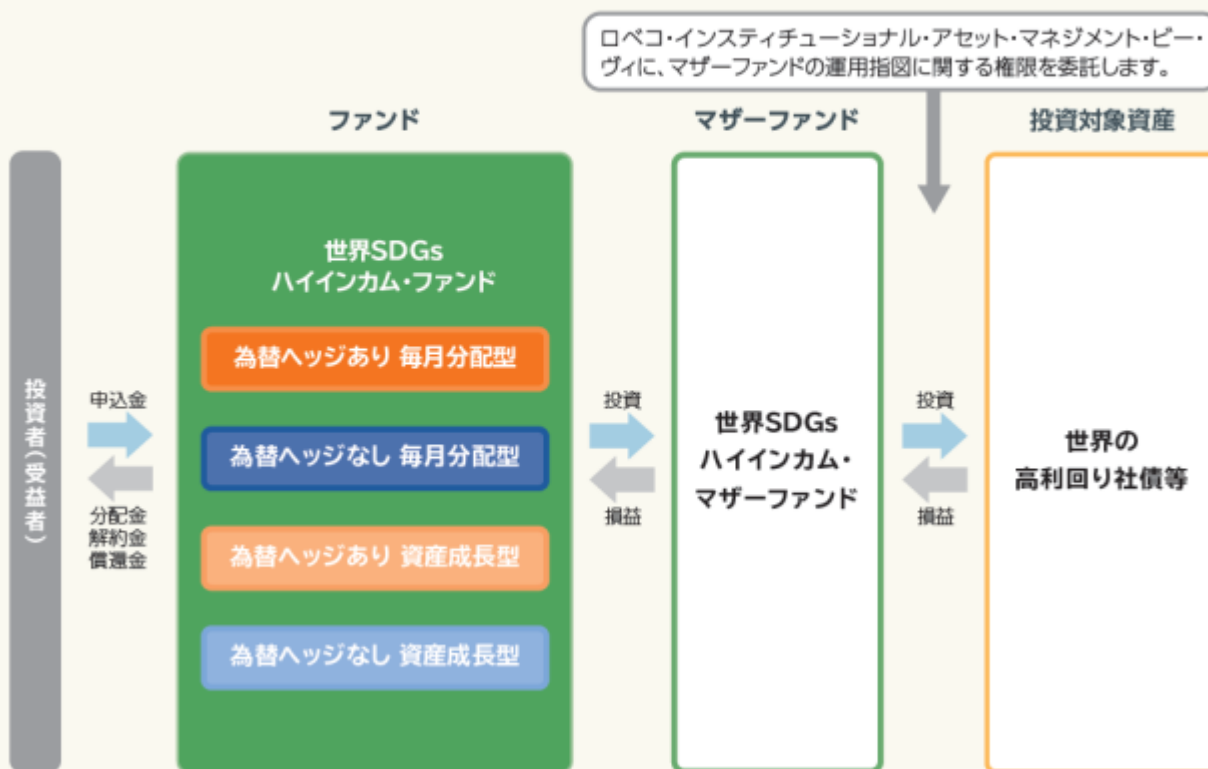 ロベコ・インスティチューショナル・アセット・マネジメント・ビー・
ヴィに、マザーファンドの運用指図に関する権限を委託します。
ファンド
マザーファンド
投資対象資産
投資者(受益者)
申込金
分配金
解約金
償還金
世界SDGs
ハイインカム・ファンド
為替ヘッジあり 毎月分配型
為替ヘッジなし 毎月分配型
為替ヘッジあり 資産成長型
為替ヘッジなし 資産成長型
投資
損益
世界SDGs
ハイインカム・
マザーファンド
投資
損益
世界の
高利回り社債等